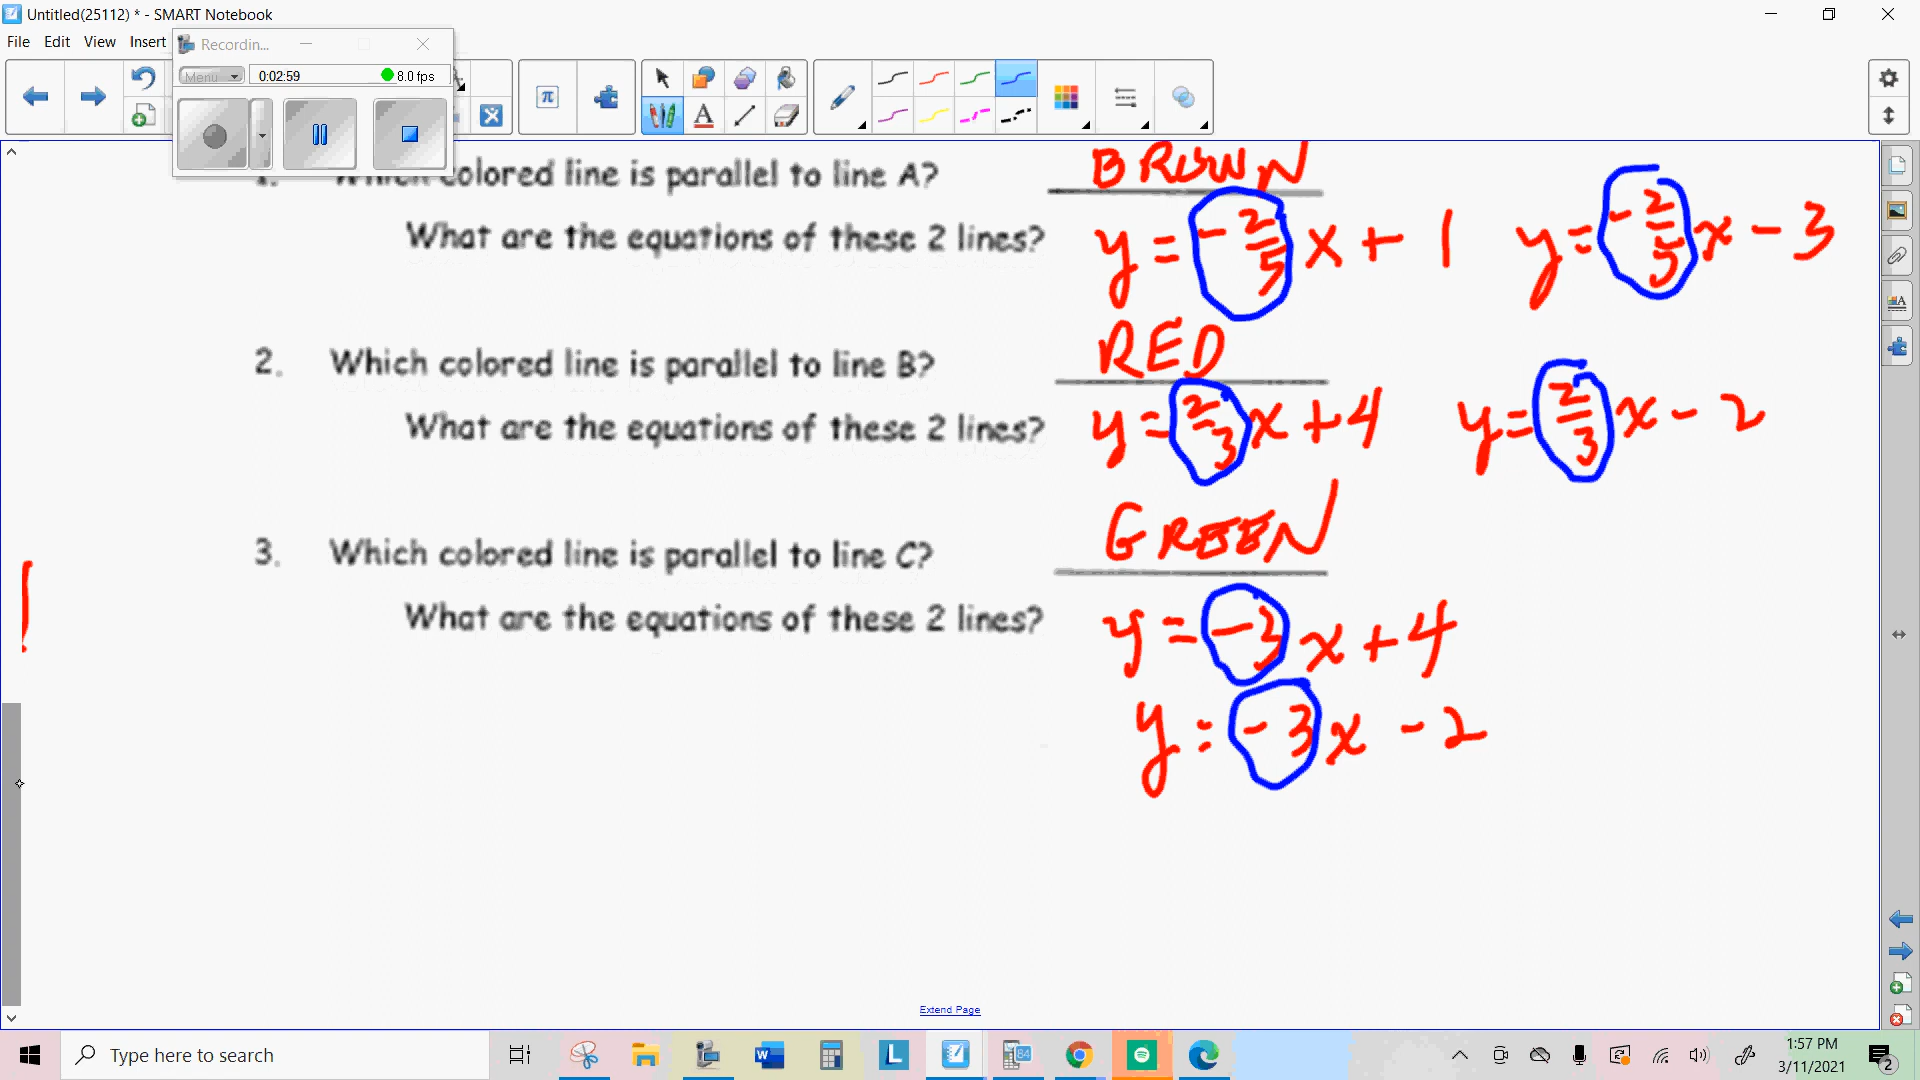 Untitled(25112) * - SMART Notebook
File Edit View Insert
Recordin...
Menu 0:02:59 8.0 fps
1. Which colored line is parallel to line A? BROWN
What are the equations of these 2 lines? y = -2/5 x + 1 y = -2/5 x - 3
2. Which colored line is parallel to line B? RED
What are the equations of these 2 lines? y = 2/3 x + 4 y = 2/3 x - 2
3. Which colored line is parallel to line C? GREEN
What are the equations of these 2 lines? y = -3x + 4
y = -3x - 2
Extend Page
Type here to search
1:57 PM
3/11/2021
2